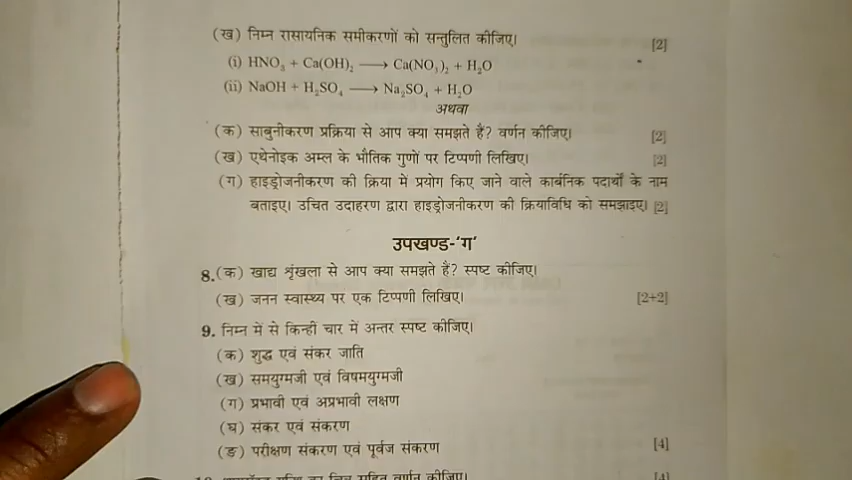 (ख) निम्न रासायनिक समीकरणों को सन्तुलित कीजिए। [2]
(i) HNO₃ + Ca(OH)₂ ⟶ Ca(NO₃)₂ + H₂O
(ii) NaOH + H₂SO₄ ⟶ Na₂SO₄ + H₂O
अथवा
(क) साबुनीकरण प्रक्रिया से आप क्या समझते हैं? वर्णन कीजिए। [2]
(ख) एथेनोइक अम्ल के भौतिक गुणों पर टिप्पणी लिखिए। [2]
(ग) हाइड्रोजनीकरण की क्रिया में प्रयोग किए जाने वाले कार्बनिक पदार्थों के नाम
बताइए। उचित उदाहरण द्वारा हाइड्रोजनीकरण की क्रियाविधि को समझाइए। [2]
उपखण्ड-‘ग’
8. (क) खाद्य शृंखला से आप क्या समझते हैं? स्पष्ट कीजिए।
(ख) जनन स्वास्थ्य पर एक टिप्पणी लिखिए। [2+2]
9. निम्न में से किन्हीं चार में अन्तर स्पष्ट कीजिए।
(क) शुद्ध एवं संकर जाति
(ख) समयुग्मजी एवं विषमयुग्मजी
(ग) प्रभावी एवं अप्रभावी लक्षण
(घ) संकर एवं संकरण
(ङ) परीक्षण संकरण एवं पूर्वज संकरण [4]
का चित्र सहित वर्णन कीजिए। [4]